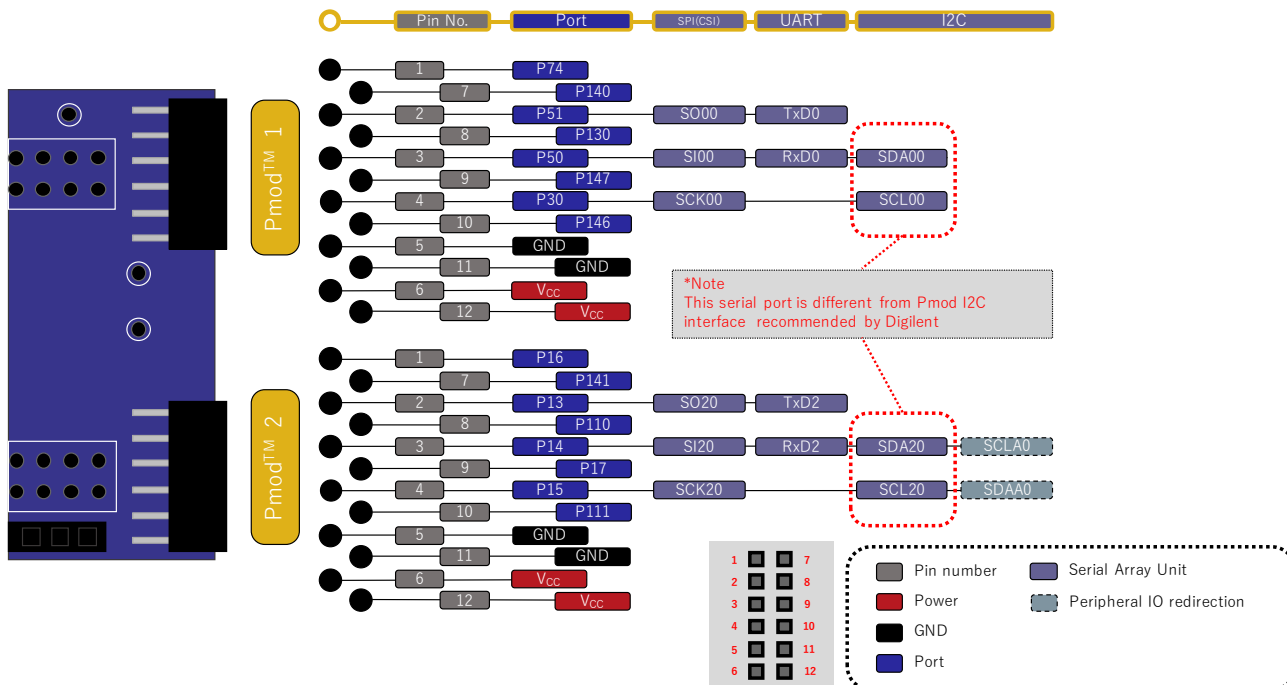 Pin No. Port SPI(CSI) UART I2C
Pmod™ 1
1 P74
7 P140
2 P51 SO00 TxD0
8 P130
3 P50 SI00 RxD0 SDA00
9 P147
4 P30 SCK00 SCL00
10 P146
5 GND
11 GND
6 VCC
12 VCC
*Note
This serial port is different from Pmod I2C
interface recommended by Digilent
Pmod™ 2
1 P16
7 P141
2 P13 SO20 TxD2
8 P110
3 P14 SI20 RxD2 SDA20 SCLA0
9 P17
4 P15 SCK20 SCL20 SDAA0
10 P111
5 GND
11 GND
6 VCC
12 VCC
1 7
2 8
3 9
4 10
5 11
6 12
Pin number Serial Array Unit
Power Peripheral IO redirection
GND
Port